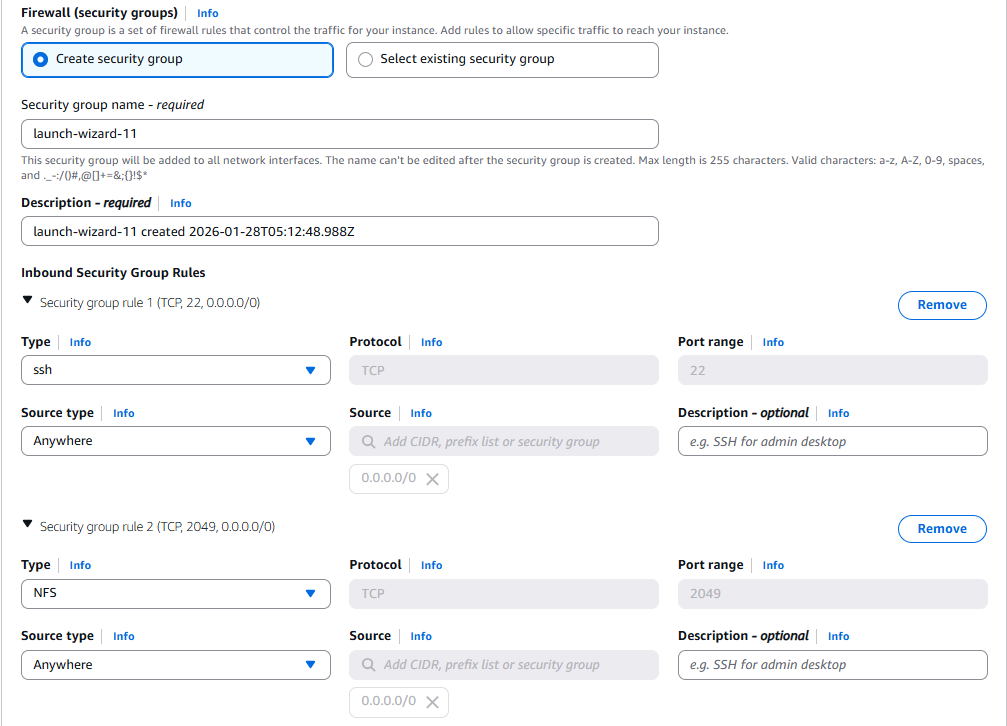 Firewall (security groups) Info
A security group is a set of firewall rules that control the traffic for your instance. Add rules to allow specific traffic to reach your instance.
Create security group Select existing security group
Security group name - required
launch-wizard-11
This security group will be added to all network interfaces. The name can't be edited after the security group is created. Max length is 255 characters. Valid characters: a-z, A-Z, 0-9, spaces,
and ._-:/()#,@[]+=&;{}!$*
Description - required Info
launch-wizard-11 created 2026-01-28T05:12:48.988Z
Inbound Security Group Rules
Security group rule 1 (TCP, 22, 0.0.0.0/0) Remove
Type Info Protocol Info Port range Info
ssh TCP 22
Source type Info Source Info Description - optional Info
Anywhere Add CIDR, prefix list or security group e.g. SSH for admin desktop
0.0.0.0/0
Security group rule 2 (TCP, 2049, 0.0.0.0/0) Remove
Type Info Protocol Info Port range Info
NFS TCP 2049
Source type Info Source Info Description - optional Info
Anywhere Add CIDR, prefix list or security group e.g. SSH for admin desktop
0.0.0.0/0